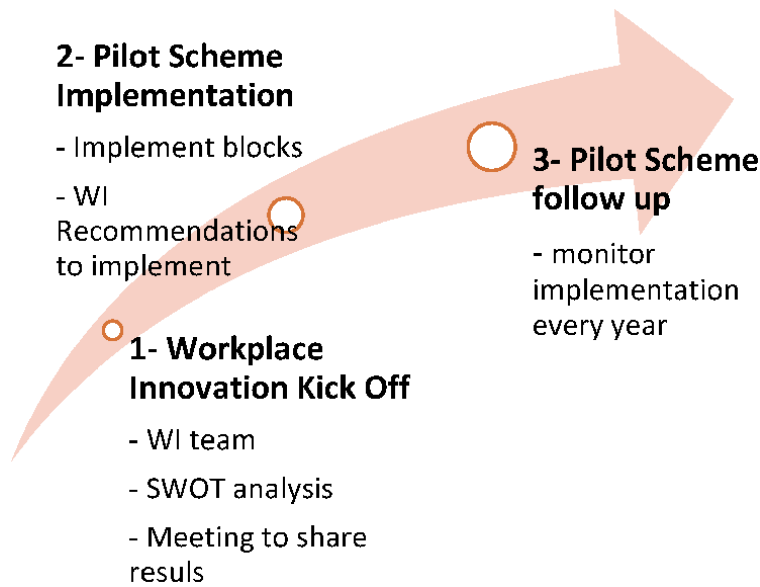 2- Pilot Scheme
Implementation
- Implement blocks
- WI
Recommendations
to implement
3- Pilot Scheme
follow up
- monitor
implementation
every year
1- Workplace
Innovation Kick Off
- WI team
- SWOT analysis
- Meeting to share
resuls